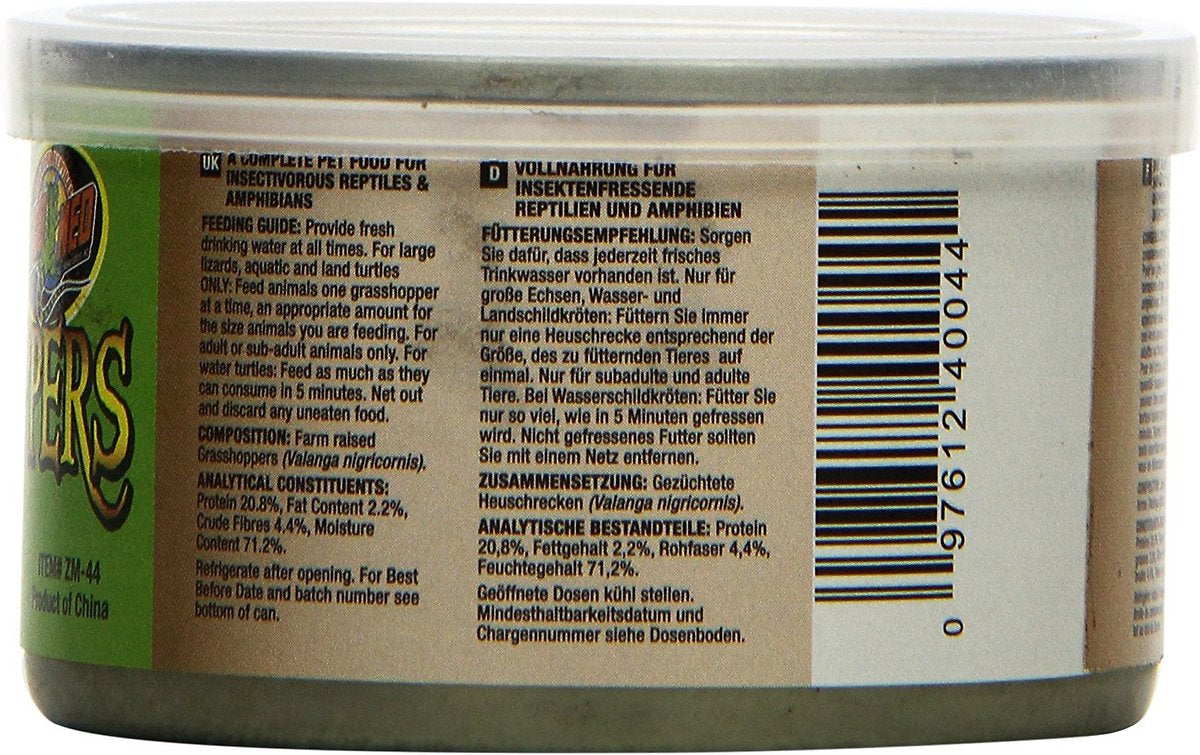 ED
PERS
ITEM# ZM-44
Product of China
UK A COMPLETE PET FOOD FOR
INSECTIVOROUS REPTILES &
AMPHIBIANS
FEEDING GUIDE: Provide fresh
drinking water at all times. For large
lizards, aquatic and land turtles
ONLY: Feed animals one grasshopper
at a time, an appropriate amount for
the size animals you are feeding. For
adult or sub-adult animals only. For
water turtles: Feed as much as they
can consume in 5 minutes. Net out
and discard any uneaten food.
COMPOSITION: Farm raised
Grasshoppers (Valanga nigricornis).
ANALYTICAL CONSTITUENTS:
Protein 20.8%, Fat Content 2.2%,
Crude Fibres 4.4%, Moisture
Content 71.2%.
Refrigerate after opening. For Best
Before Date and batch number see
bottom of can.
D VOLLNAHRUNG FÜR
INSEKTENFRESSENDE
REPTILIEN UND AMPHIBIEN
FÜTTERUNGSEMPFEHLUNG: Sorgen
Sie dafür, dass jederzeit frisches
Trinkwasser vorhanden ist. Nur für
große Echsen, Wasser- und
Landschildkröten: Füttern Sie immer
nur eine Heuschrecke entsprechend der
Größe, des zu fütternden Tieres auf
einmal. Nur für subadulte und adulte
Tiere. Bei Wasserschildkröten: Fütter Sie
nur so viel, wie in 5 Minuten gefressen
wird. Nicht gefressenes Futter sollten
Sie mit einem Netz entfernen.
ZUSAMMENSETZUNG: Gezüchtete
Heuschrecken (Valanga nigricornis).
ANALYTISCHE BESTANDTEILE: Protein
20,8%, Fettgehalt 2,2%, Rohfaser 4,4%,
Feuchtegehalt 71,2%.
Geöffnete Dosen kühl stellen.
Mindesthaltbarkeitsdatum und
Chargennummer siehe Dosenboden.
0 97612 40044